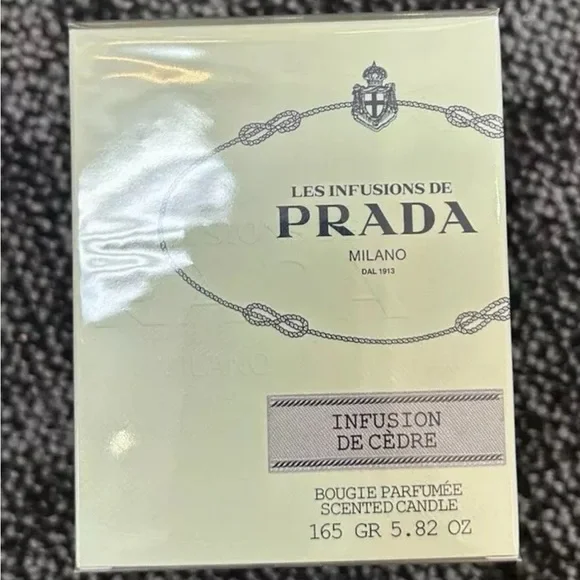 LES INFUSIONS DE
PRADA
MILANO
DAL 1913
INFUSION
DE CÈDRE
BOUGIE PARFUMÉE
SCENTED CANDLE
165 GR 5.82 OZ